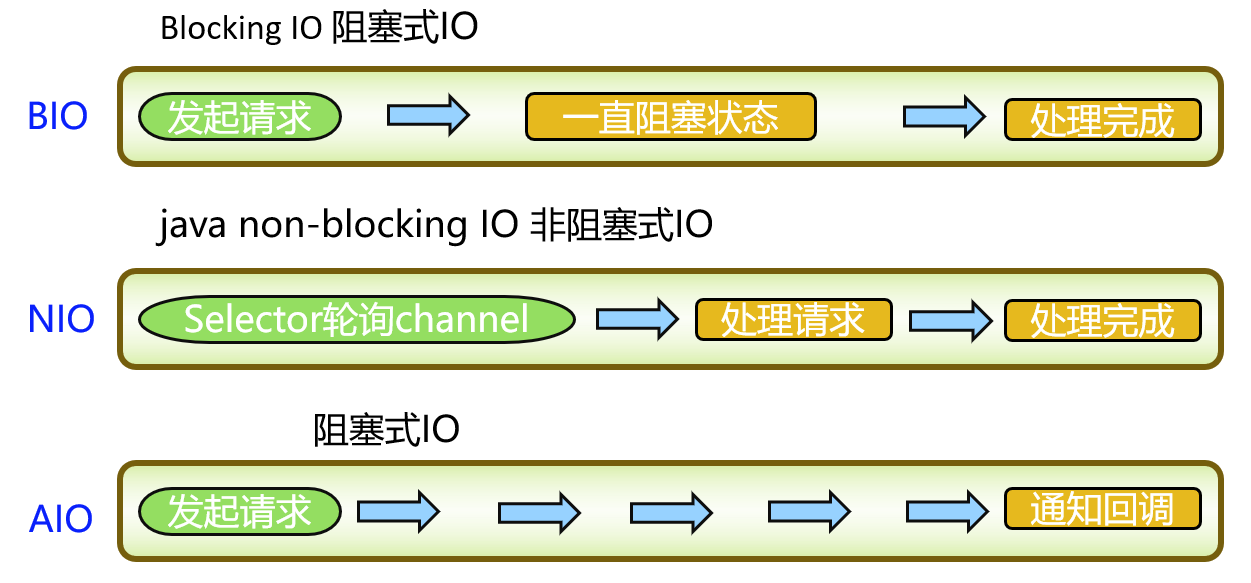 Blocking IO 阻塞式IO
BIO 发起请求 一直阻塞状态 处理完成
java non-blocking IO 非阻塞式IO
NIO Selector轮询channel 处理请求 处理完成
阻塞式IO
AIO 发起请求 通知回调